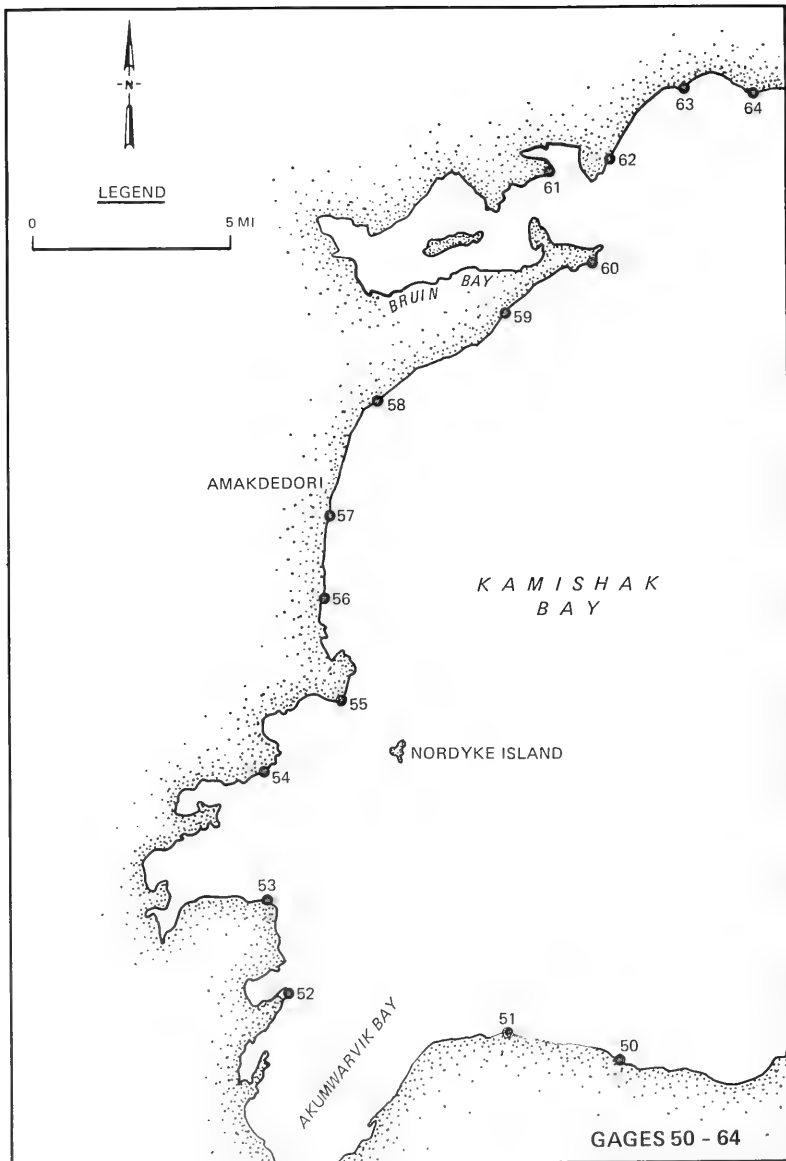 N
LEGEND
0 5 MI
63
64
62
61
60
BRUIN BAY
59
58
AMAKDEDORI
57
KAMISHAK
BAY
56
55
NORDYKE ISLAND
54
53
52
51
50
AKUMWARVIK BAY
GAGES 50 - 64